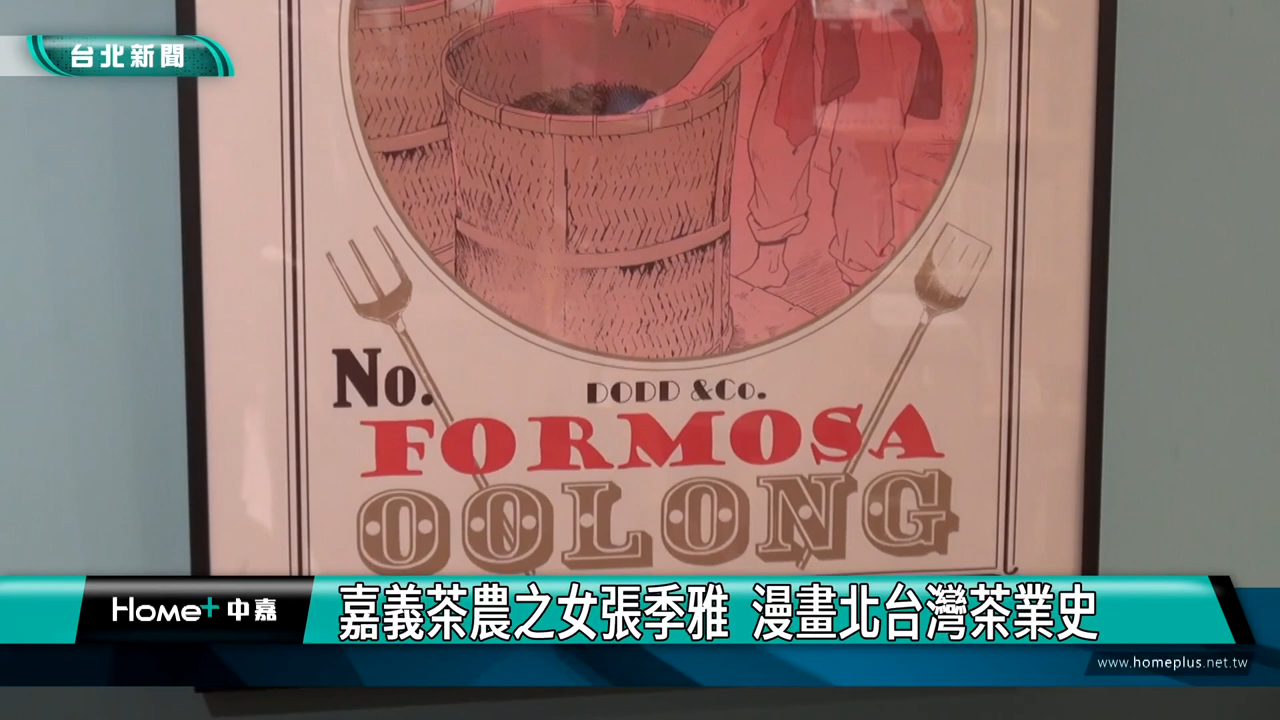 台北新聞
No.
DODD &Co.
FORMOSA
OOLONG
Home+ 中嘉
嘉義茶農之女張季雅 漫畫北台灣茶業史
www.homeplus.net.tw